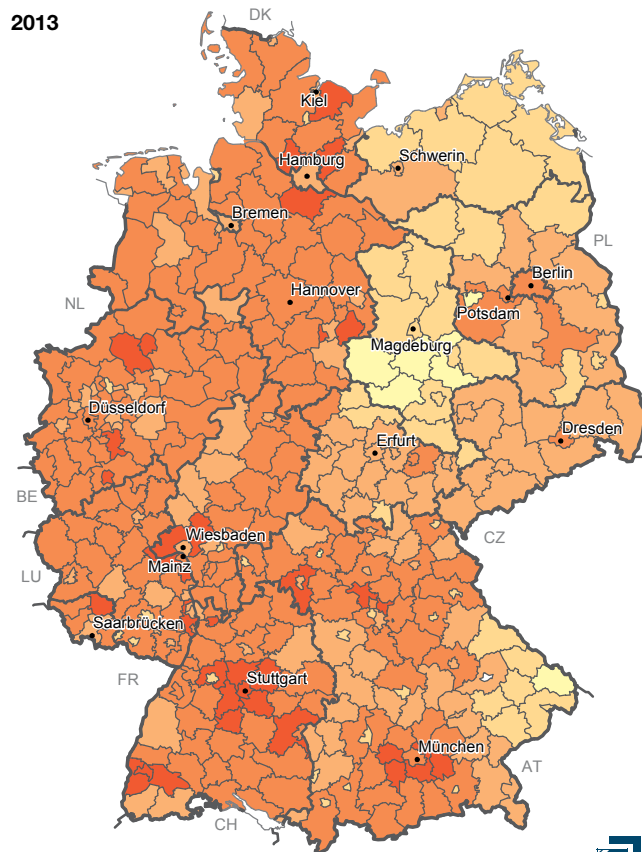 2013
DK
Kiel
Hamburg
Schwerin
Bremen
PL
Berlin
Hannover
NL
Potsdam
Magdeburg
Düsseldorf
Dresden
Erfurt
BE
Wiesbaden
CZ
Mainz
LU
Saarbrücken
FR
Stuttgart
München
AT
CH